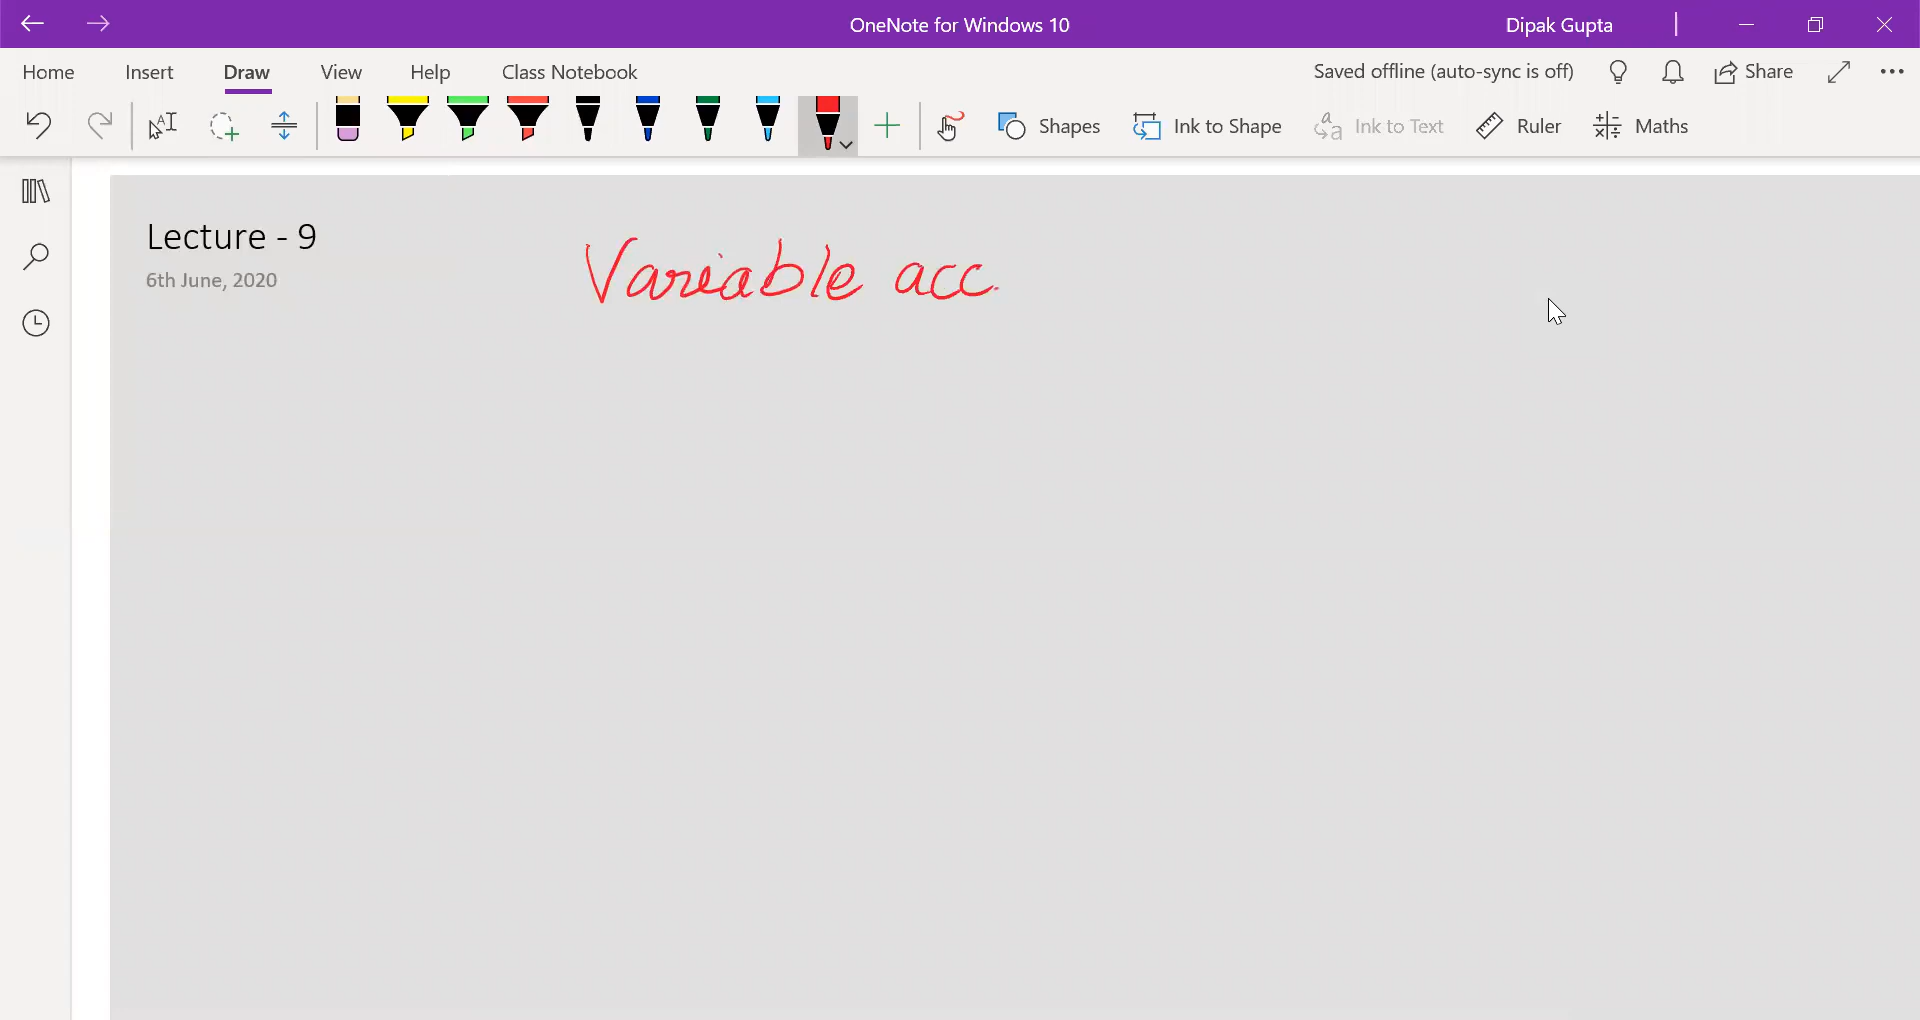 OneNote for Windows 10
Dipak Gupta
Home Insert Draw View Help Class Notebook
Saved offline (auto-sync is off) Share
Shapes Ink to Shape Ink to Text Ruler Maths
Lecture - 9
6th June, 2020
Variable acc.